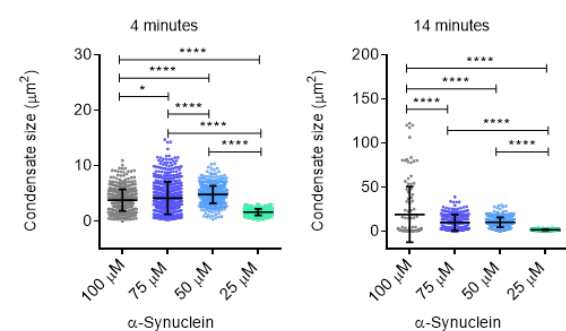 4 minutes
Condensate size (μm²)
30
20
10
0
****
****
*
****
****
****
100 μM
75 μM
50 μM
25 μM
α-Synuclein
14 minutes
Condensate size (μm²)
200
150
100
50
0
****
****
****
****
****
100 μM
75 μM
50 μM
25 μM
α-Synuclein